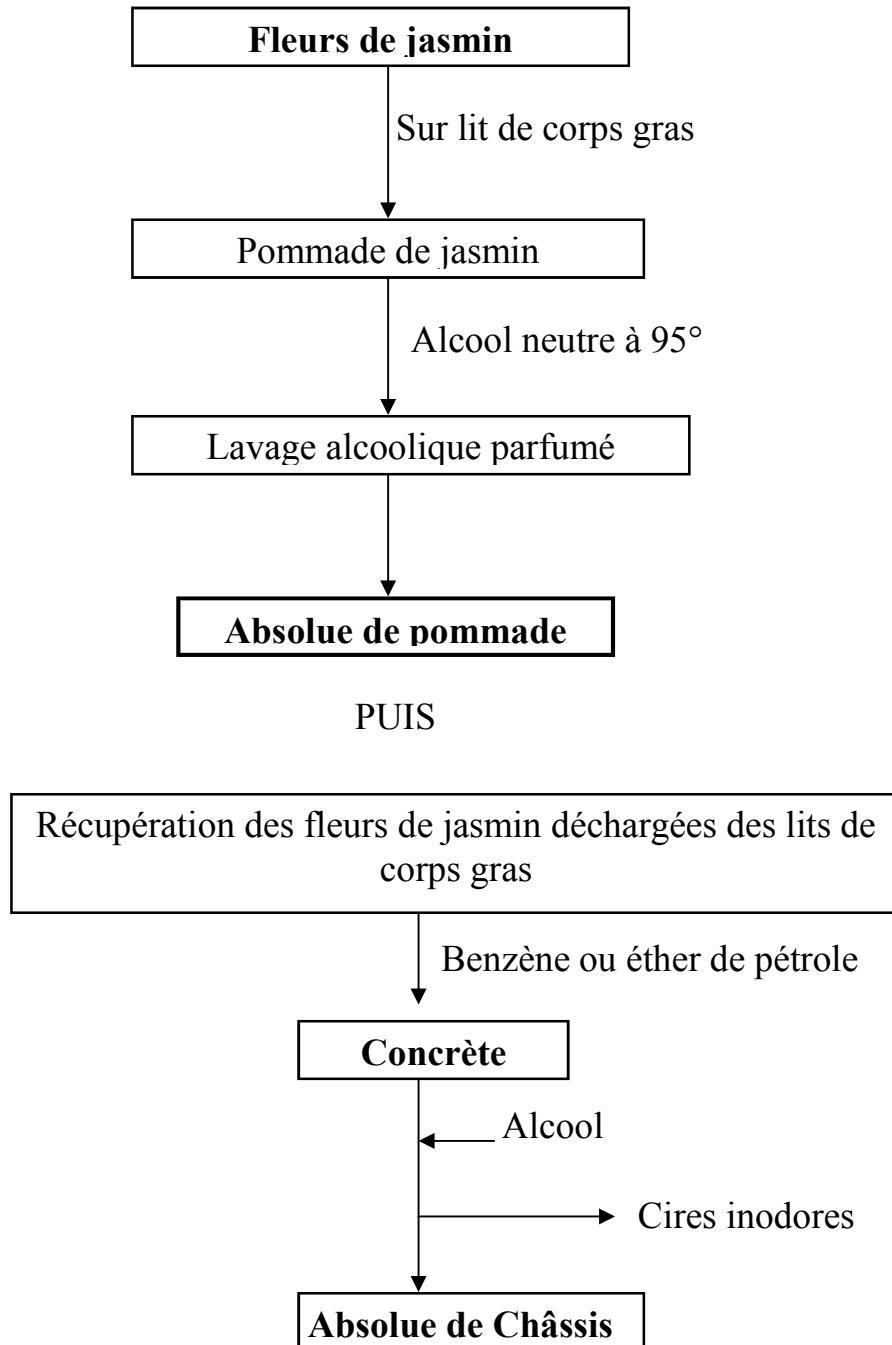 Fleurs de jasmin
Sur lit de corps gras
Pommade de jasmin
Alcool neutre à 95°
Lavage alcoolique parfumé
Absolue de pommade
PUIS
Récupération des fleurs de jasmin déchargées des lits de
corps gras
Benzène ou éther de pétrole
Concrète
Alcool
Cires inodores
Absolue de Châssis